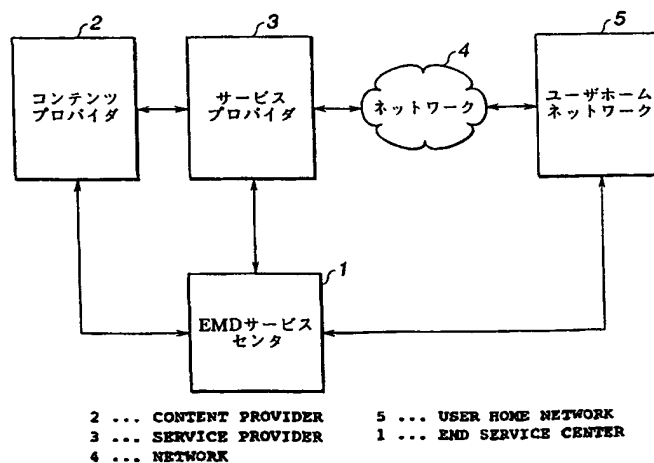 2
3
4
5
コンテンツ
プロバイダ
サービス
プロバイダ
ネットワーク
ユーザホーム
ネットワーク
1
EMDサービス
センタ
2 ... CONTENT PROVIDER
3 ... SERVICE PROVIDER
4 ... NETWORK
5 ... USER HOME NETWORK
1 ... EMD SERVICE CENTER